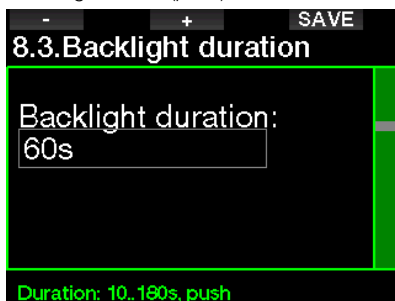 - + SAVE
8.3.Backlight duration
Backlight duration:
60s
Duration: 10..180s, push